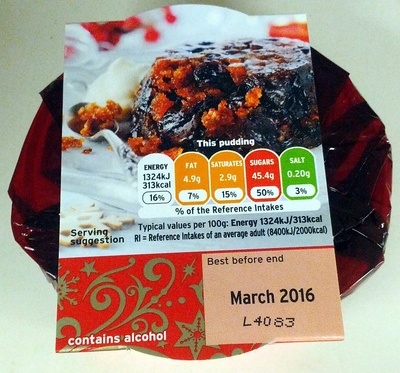 This pudding
ENERGY
1324kJ
313kcal
16%
FAT
4.9g
7%
SATURATES
2.9g
15%
SUGARS
45.4g
50%
SALT
0.20g
3%
% of the Reference Intakes
Typical values per 100g: Energy 1324kJ/313kcal
RI = Reference Intakes of an average adult (8400kJ/2000kcal)
Serving
suggestion
Best before end
March 2016
L4083
contains alcohol